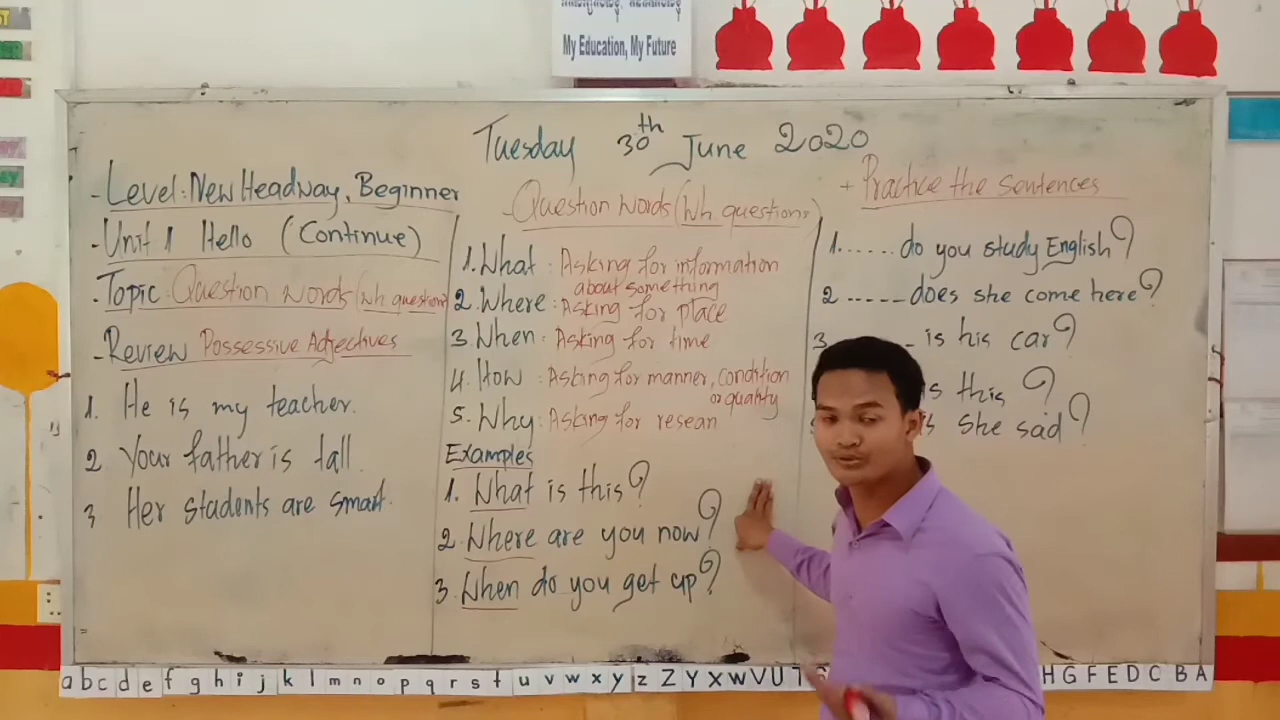 My Education, My Future
Tuesday 30th June 2020
- Level: New Headway, Beginner
- Unit 1 Hello (Continue)
- Topic: Question words (Wh. questions)
- Review Possessive Adjectives
1. He is my teacher.
2 Your father is tall.
3 Her students are smart.
- Question words (Wh. questions)
1. What : Asking for information
about something
2. Where : Asking for place
3. When : Asking for time
4. How : Asking for manner, condition
or quality
5. Why : Asking for resean
Examples
1. What is this?
2. Where are you now?
3. When do you get up?
+ Practice the Sentences
1. ..... do you study English?
2 ..... does she come here?
3 is his car?
is this ?
is she sad?
a b c d e f g h i j k l m n o p q r s t u v w x y z Z Y X W V U T
H G F E D C B A